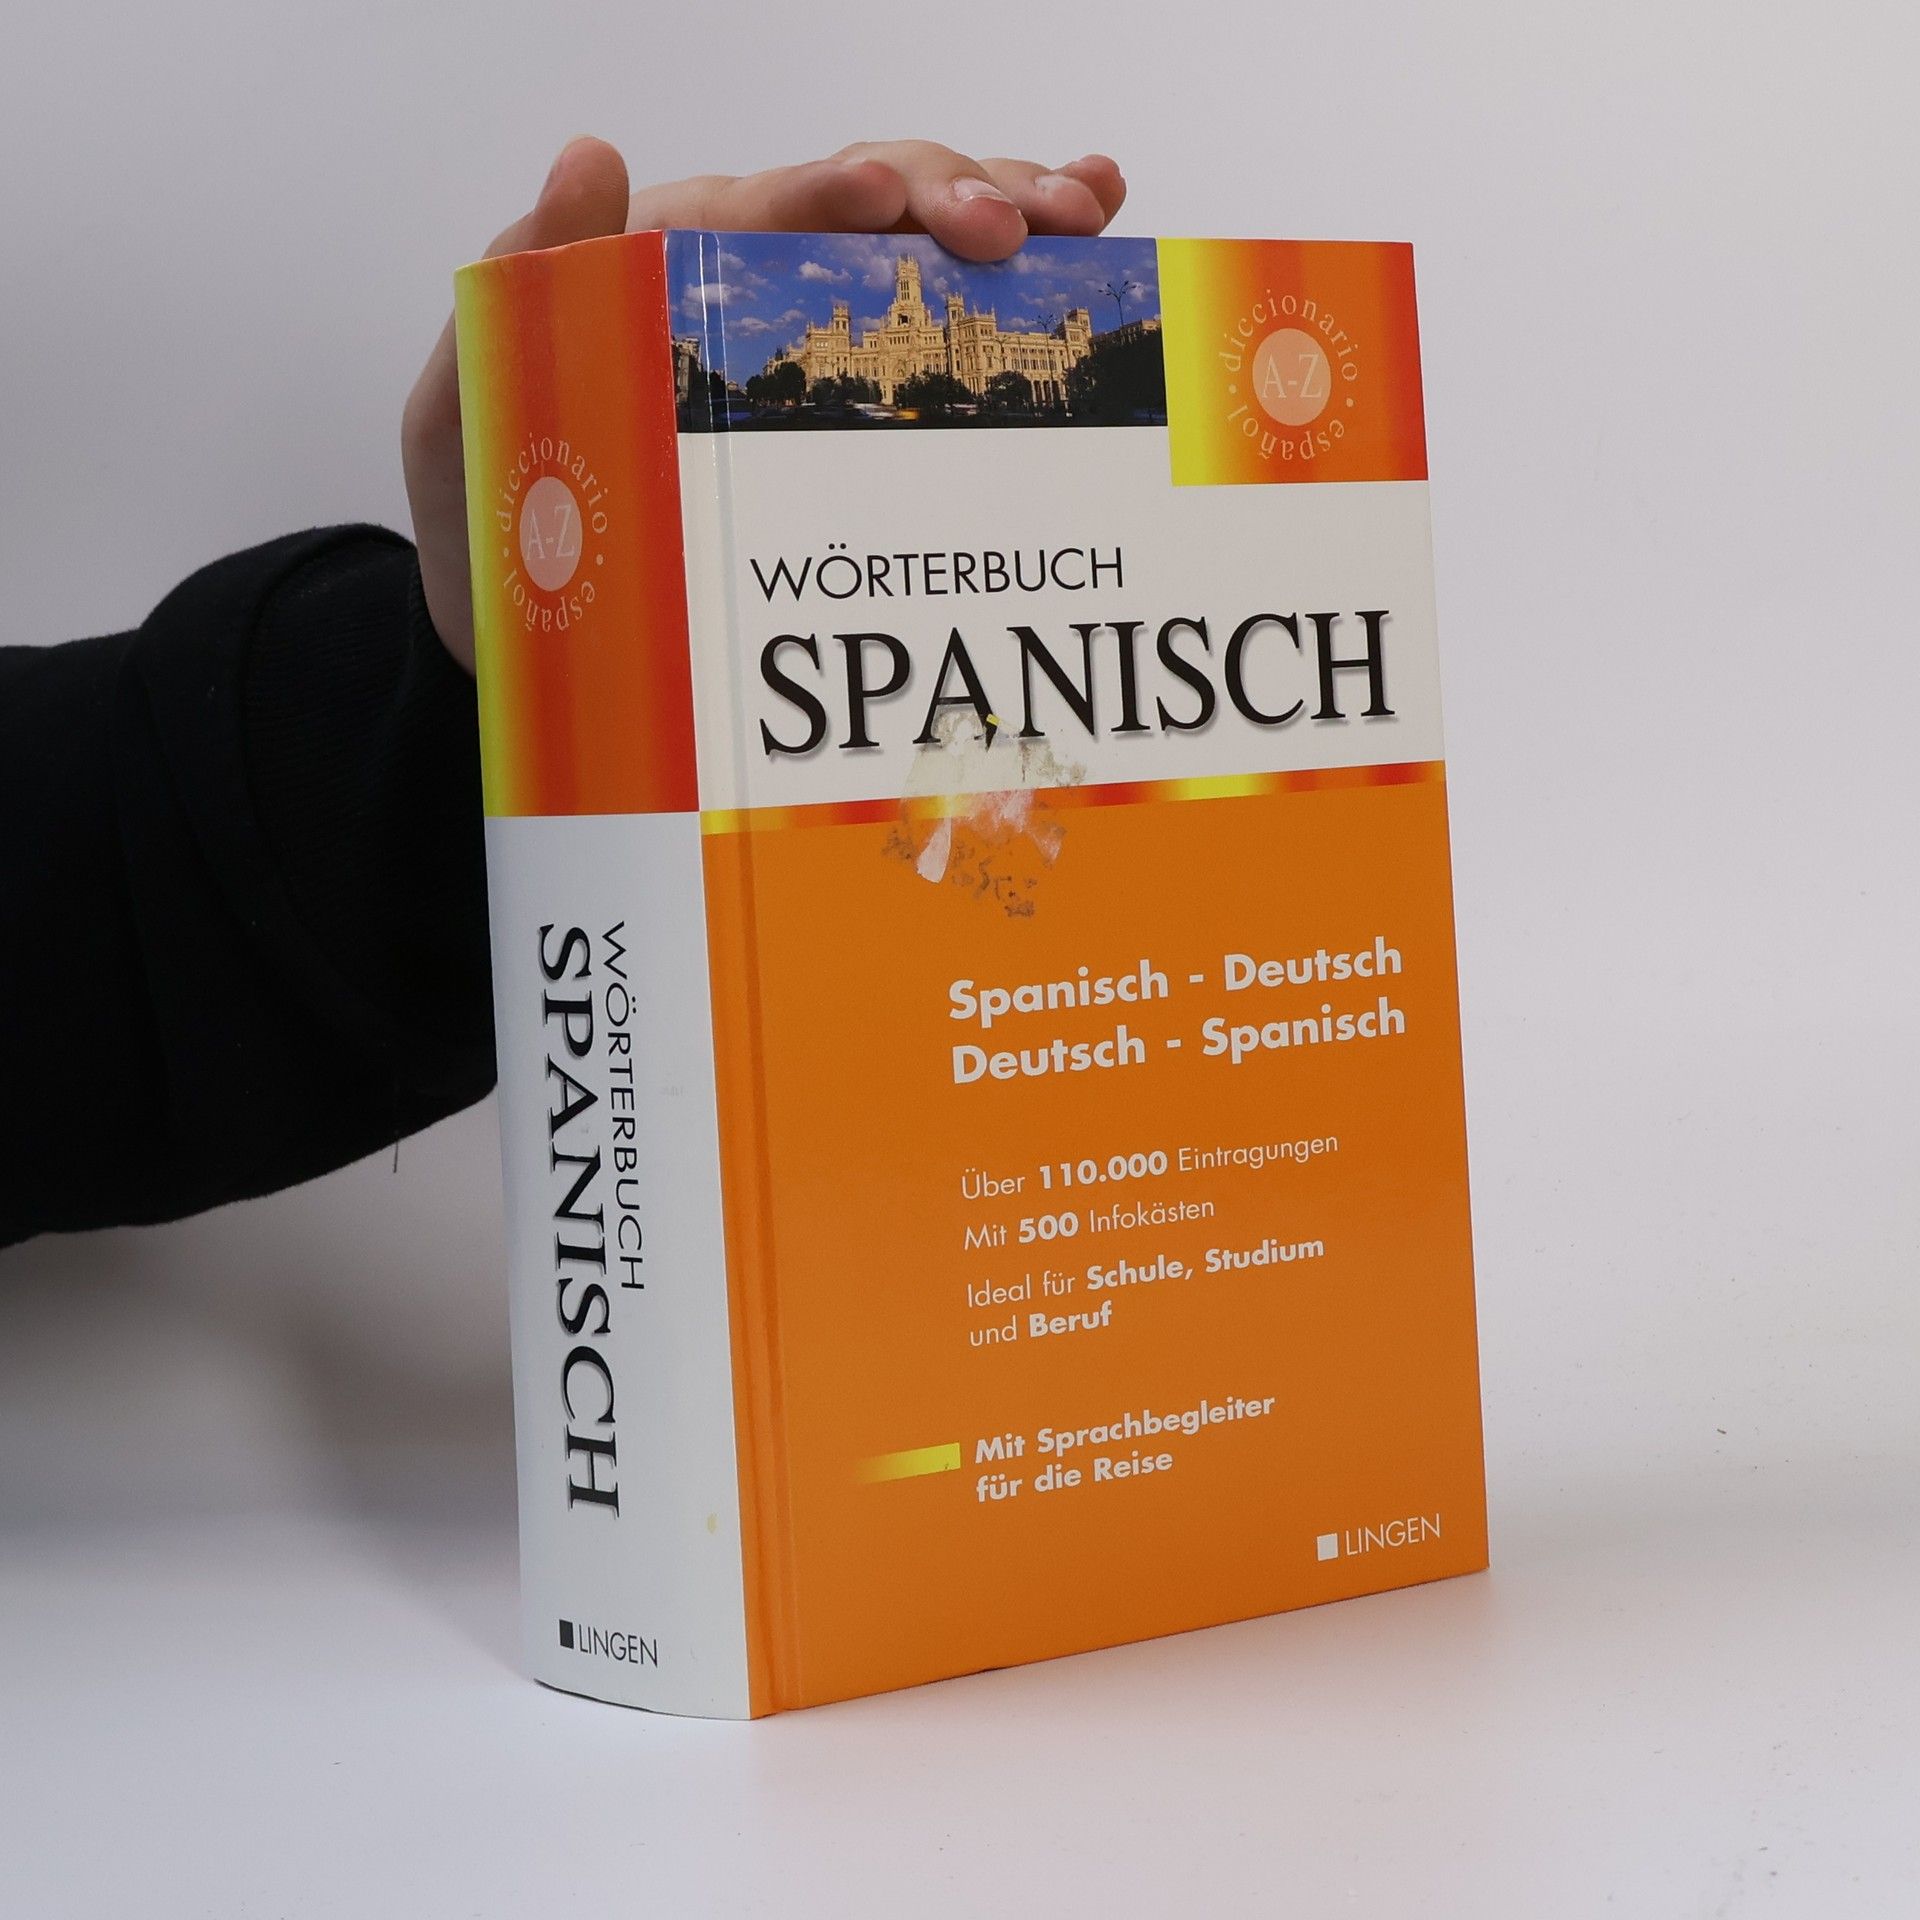 diccionario
A-Z
español
WÖRTERBUCH
SPANISCH
LINGEN
diccionario
A-Z
español
WÖRTERBUCH
SPANISCH
Spanisch - Deutsch
Deutsch - Spanisch
Über 110.000 Eintragungen
Mit 500 Infokästen
Ideal für Schule, Studium
und Beruf
Mit Sprachbegleiter
für die Reise
LINGEN